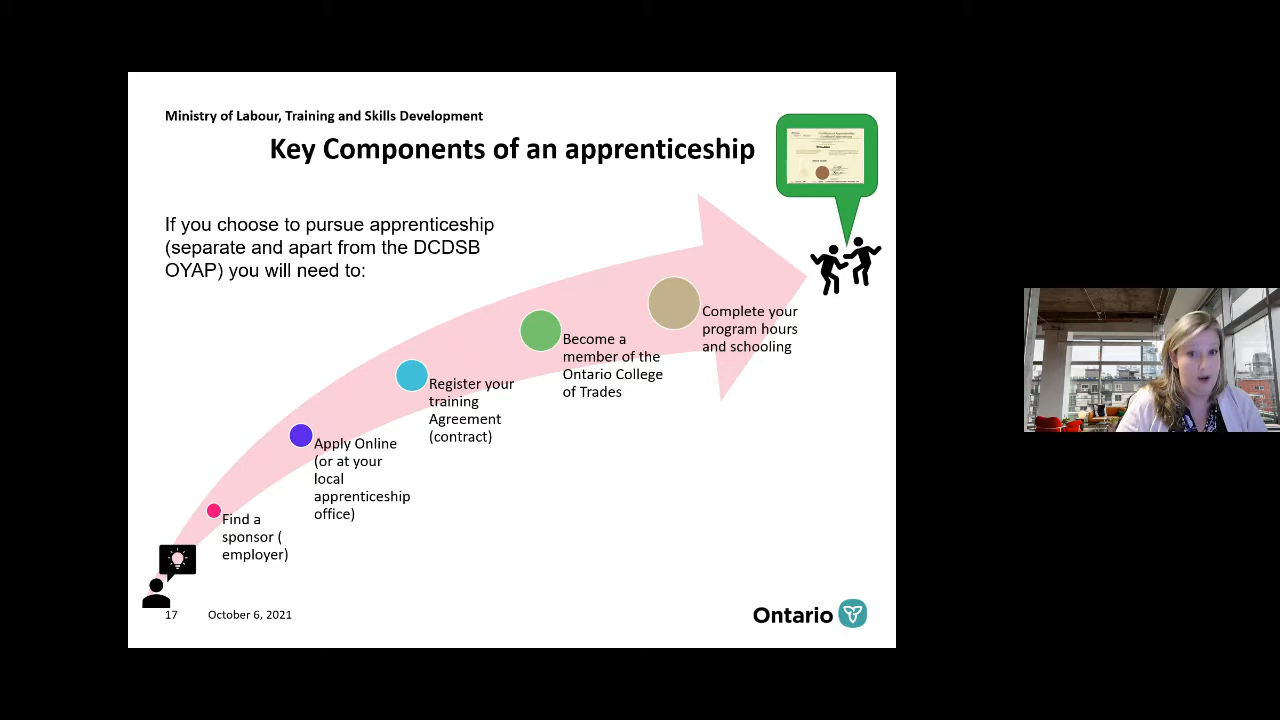 Ministry of Labour, Training and Skills Development
Key Components of an apprenticeship
If you choose to pursue apprenticeship
(separate and apart from the DCDSB
OYAP) you will need to:
Find a
sponsor (
employer)
Apply Online
(or at your
local
apprenticeship
office)
Register your
training
Agreement
(contract)
Become a
member of the
Ontario College
of Trades
Complete your
program hours
and schooling
17
October 6, 2021
Ontario